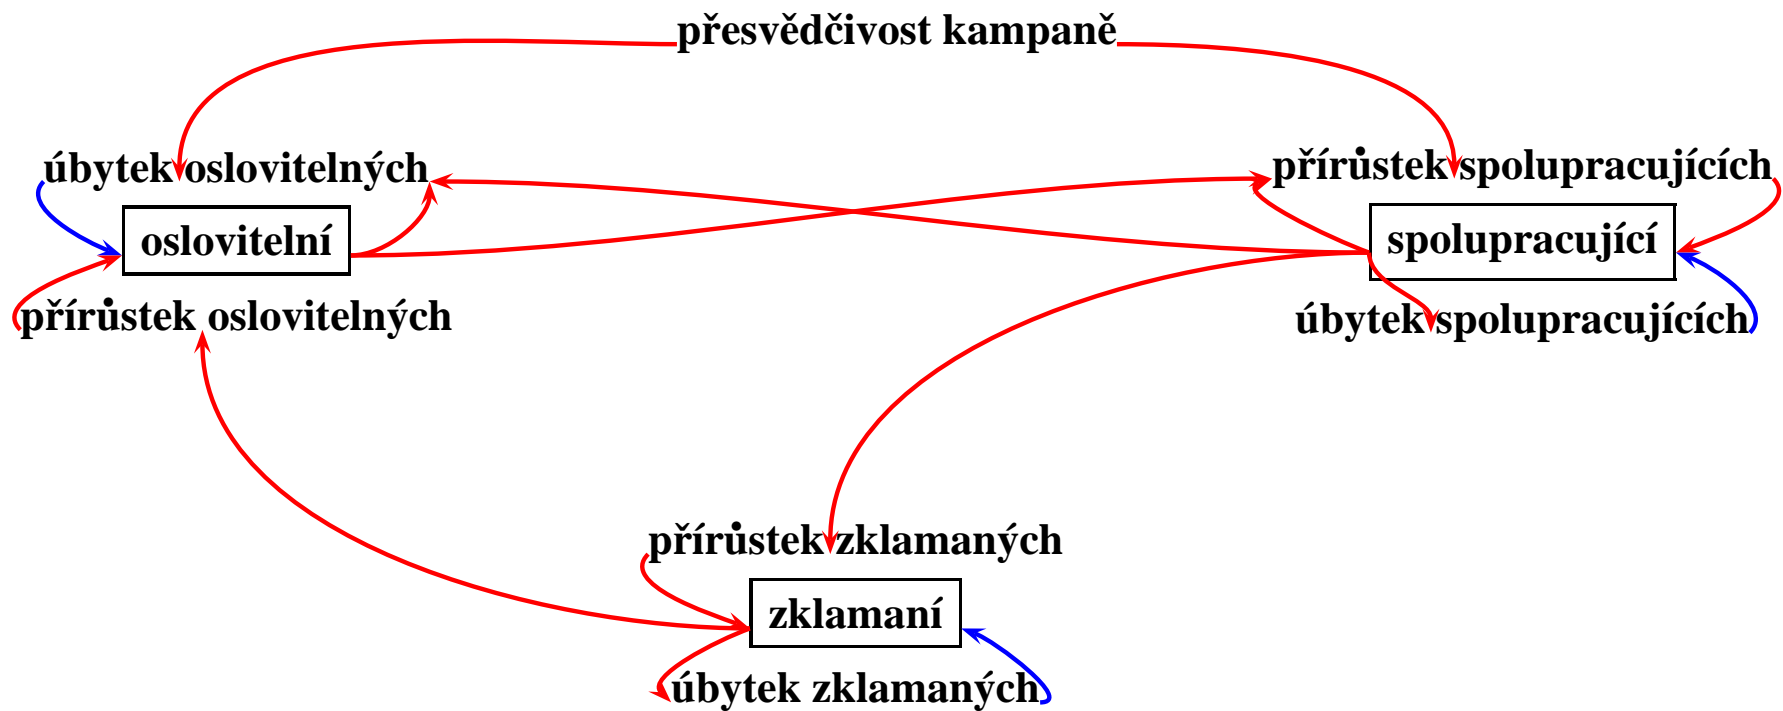 přesvědčivost kampaně
úbytek oslovitelných
přírůstek spolupracujících
oslovitelní
spolupracující
přírůstek oslovitelných
úbytek spolupracujících
přírůstek zklamaných
zklamaní
úbytek zklamaných